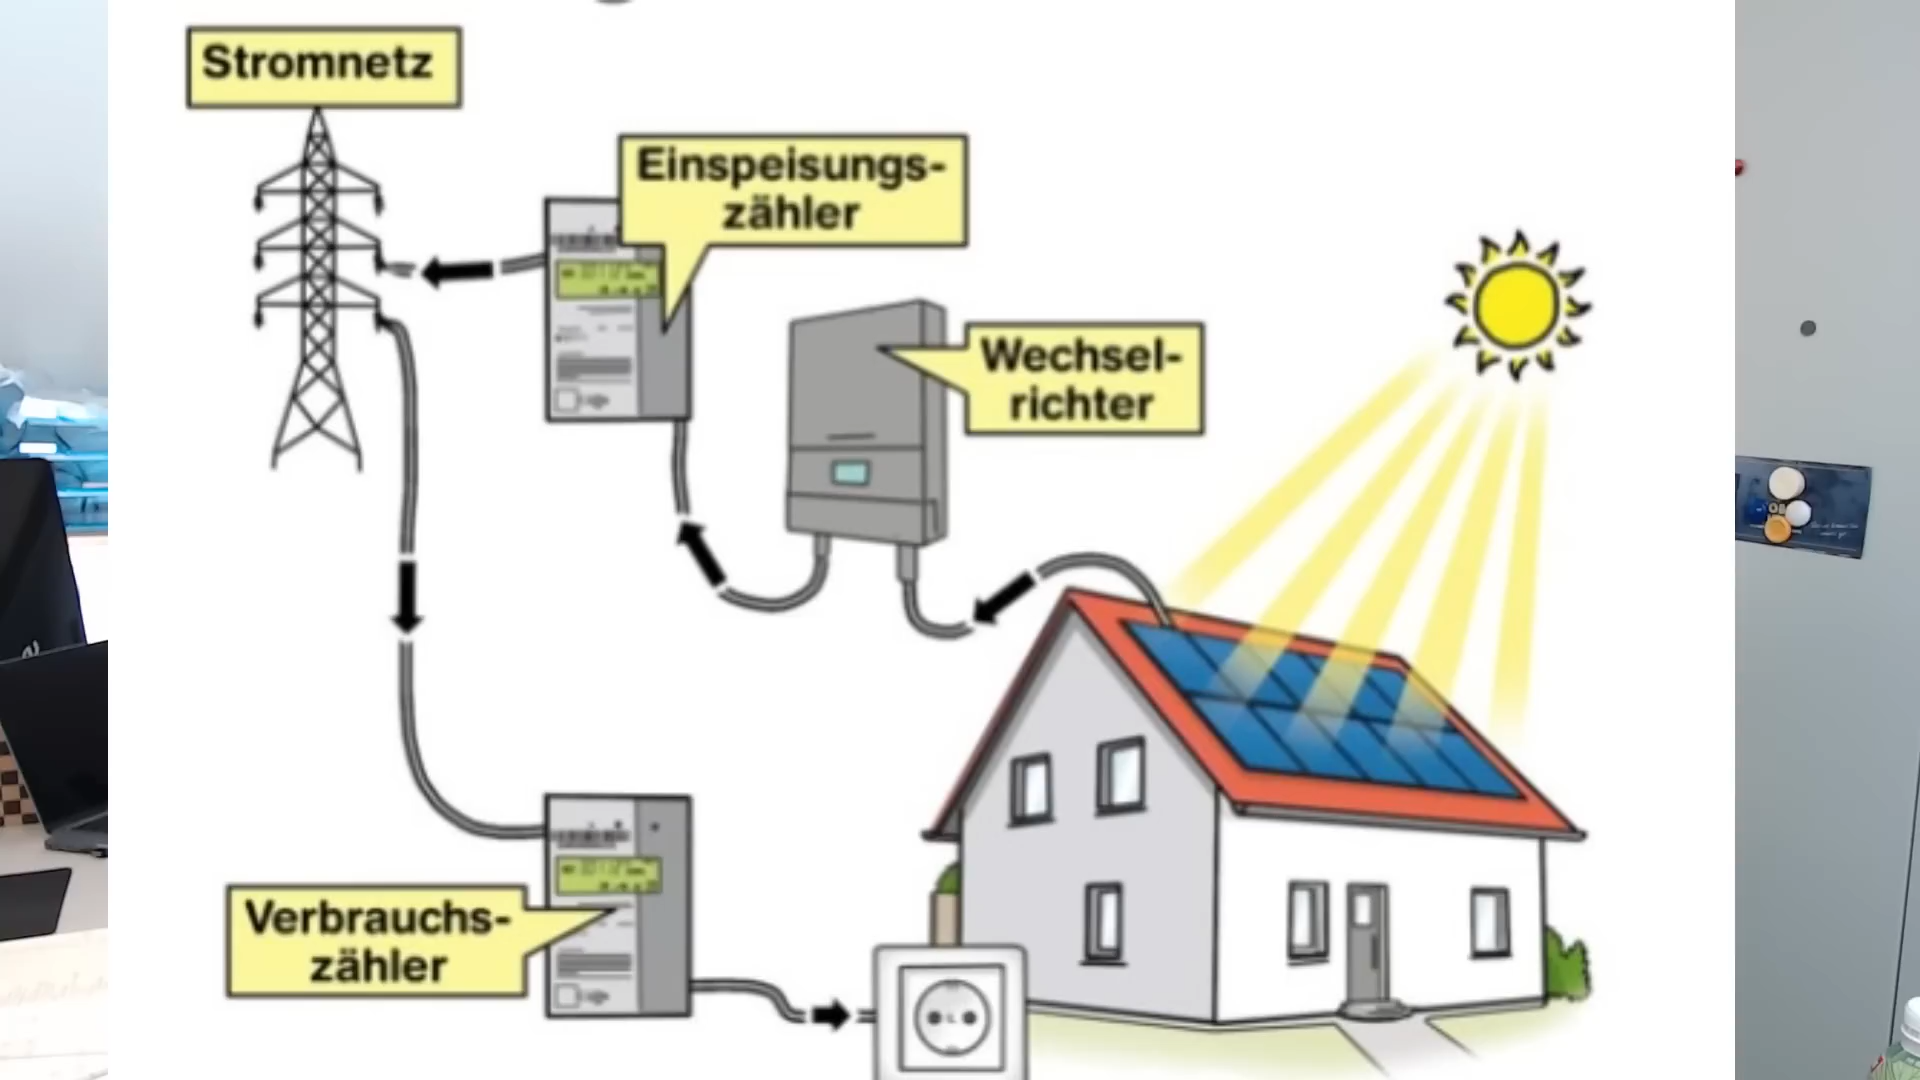 Stromnetz
Einspeisungs-
zähler
Wechsel-
richter
Verbrauchs-
zähler